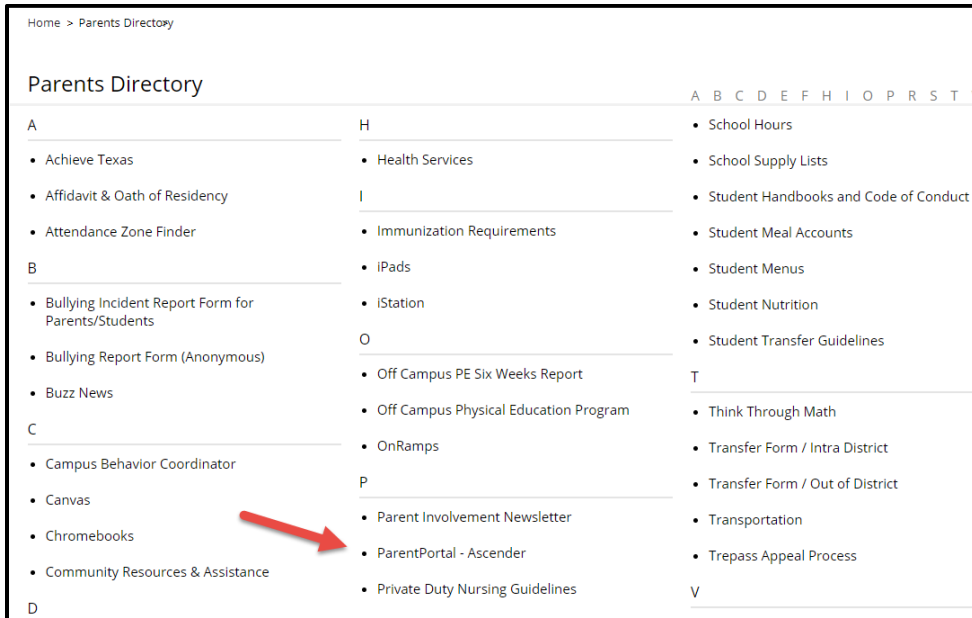 Home > Parents Directory
Parents Directory
A B C D E F H I O P R S T
A
Achieve Texas
Affidavit & Oath of Residency
Attendance Zone Finder
B
Bullying Incident Report Form for
Parents/Students
Bullying Report Form (Anonymous)
Buzz News
C
Campus Behavior Coordinator
Canvas
Chromebooks
Community Resources & Assistance
D
H
Health Services
I
Immunization Requirements
iPads
iStation
O
Off Campus PE Six Weeks Report
Off Campus Physical Education Program
OnRamps
P
Parent Involvement Newsletter
ParentPortal - Ascender
Private Duty Nursing Guidelines
School Hours
School Supply Lists
Student Handbooks and Code of Conduct
Student Meal Accounts
Student Menus
Student Nutrition
Student Transfer Guidelines
T
Think Through Math
Transfer Form / Intra District
Transfer Form / Out of District
Transportation
Trepass Appeal Process
V